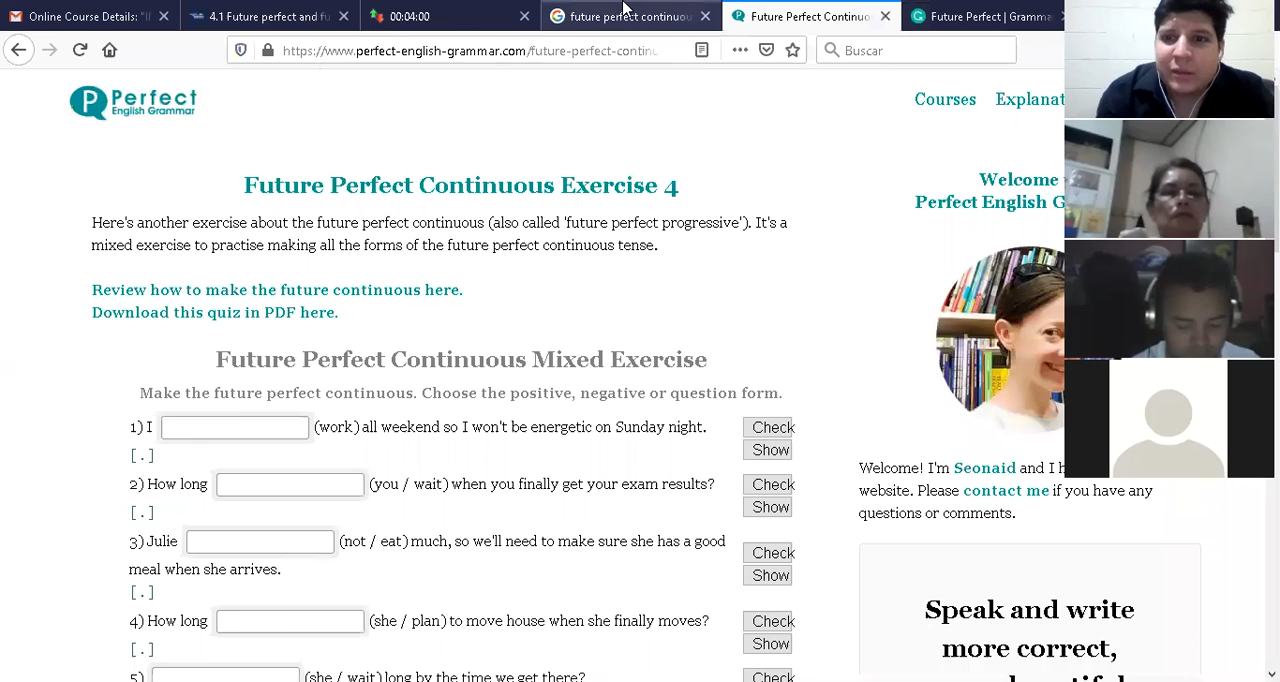 Online Course Details: "If
4.1 Future perfect and fu
00:04:00
future perfect continuou
Future Perfect Continuo
Future Perfect | Gramma
https://www.perfect-english-grammar.com/future-perfect-contin
Buscar
Perfect
English Grammar
Courses Explanat
Future Perfect Continuous Exercise 4
Here's another exercise about the future perfect continuous (also called 'future perfect progressive'). It's a
mixed exercise to practise making all the forms of the future perfect continuous tense.
Review how to make the future continuous here.
Download this quiz in PDF here.
Future Perfect Continuous Mixed Exercise
Make the future perfect continuous. Choose the positive, negative or question form.
1) I (work) all weekend so I won't be energetic on Sunday night. Check
[.] Show
2) How long (you / wait) when you finally get your exam results? Check
[.] Show
3) Julie (not / eat) much, so we'll need to make sure she has a good Check
meal when she arrives. Show
[.]
4) How long (she / plan) to move house when she finally moves? Check
[.] Show
5) (she / wait) long by the time we get there? Check
Welcome
Perfect English G
Welcome! I'm Seonaid and I h
website. Please contact me if you have any
questions or comments.
Speak and write
more correct,